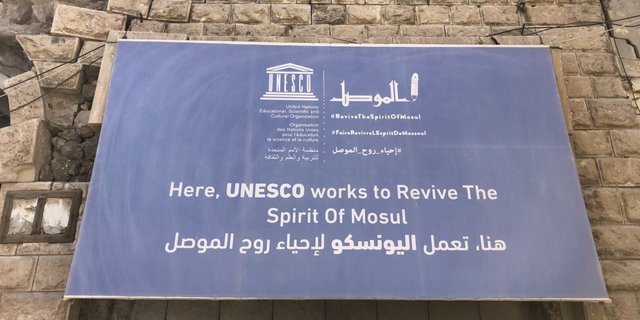 UNESCO
United Nations
Educational, Scientific and
Cultural Organization
Organisation
des Nations Unies
pour l'éducation
la science et la culture
منظمة الأمم المتحدة
للتربية والعلم والثقافة
الموصل
#ReviveTheSpiritOfMosul
#FaireRevivreLEspritDeMossoul
#إحياء_روح_الموصل
Here, UNESCO works to Revive The
Spirit Of Mosul
هنا، تعمل اليونسكو لإحياء روح الموصل